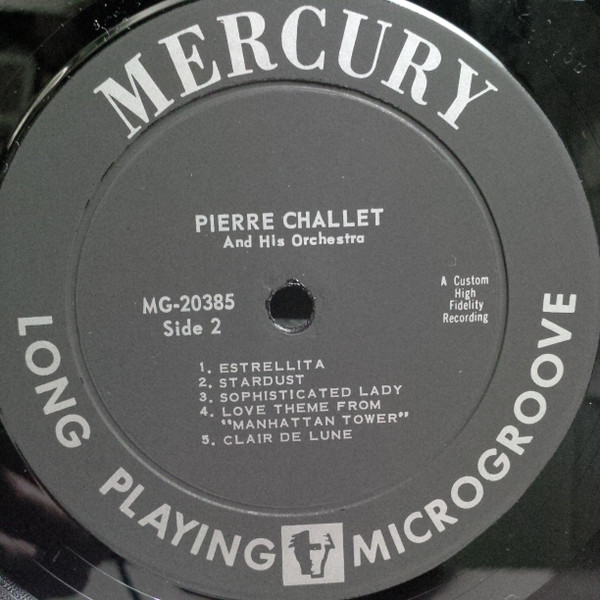 MERCURY
PIERRE CHALLET
And His Orchestra
MG-20385
Side 2
A Custom
High
Fidelity
Recording
1. ESTRELLITA
2. STARDUST
3. SOPHISTICATED LADY
4. LOVE THEME FROM
"MANHATTAN TOWER"
5. CLAIR DE LUNE
LONG PLAYING MICROGROOVE